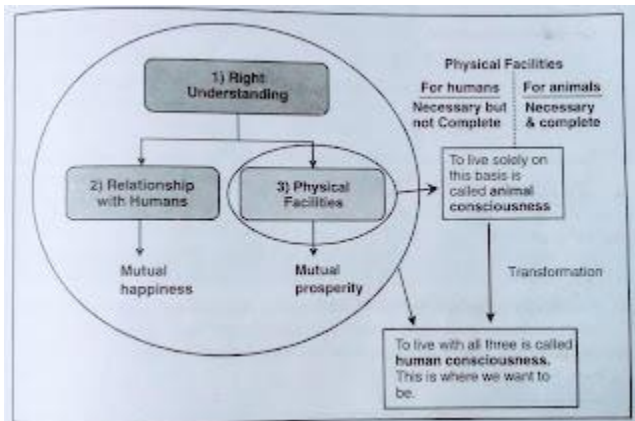 1) Right
Understanding
2) Relationship
with Humans
3) Physical
Facilities
Mutual
happiness
Mutual
prosperity
Physical Facilities
For humans
Necessary but
not Complete
For animals
Necessary
& complete
To live solely on
this basis is
called animal
consciousness
Transformation
To live with all three is called
human consciousness.
This is where we want to
be.